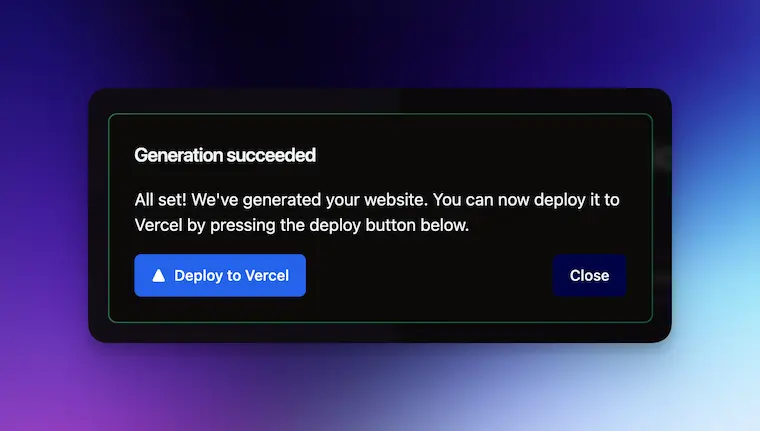 Generation succeeded
All set! We've generated your website. You can now deploy it to
Vercel by pressing the deploy button below.
Deploy to Vercel
Close